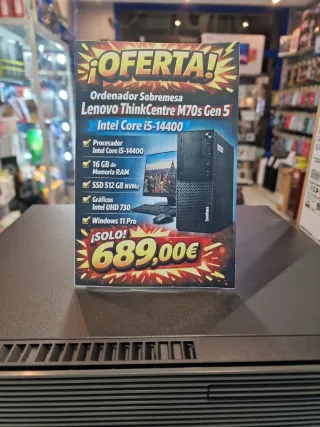 ¡OFERTA!
Ordenador Sobremesa
Lenovo ThinkCentre M70s Gen 5
Intel Core i5-14400
Procesador
Intel Core i5-14400
16 GB de
Memoria RAM
SSD 512 GB NVMe
Gráficos
Intel UHD 730
Windows 11 Pro
¡SOLO!
689,00€
Lenovo